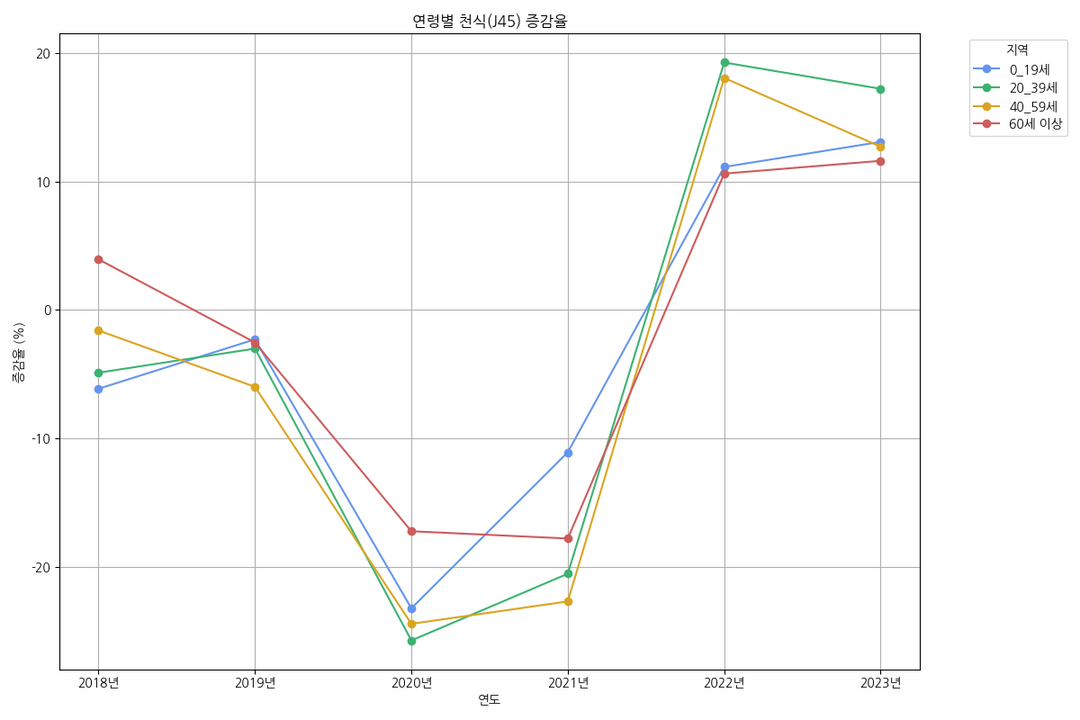 연령별 천식(J45) 증감율
지역
0_19세
20_39세
40_59세
60세 이상
증감율 (%)
20
10
0
-10
-20
2018년
2019년
2020년
2021년
2022년
2023년
연도